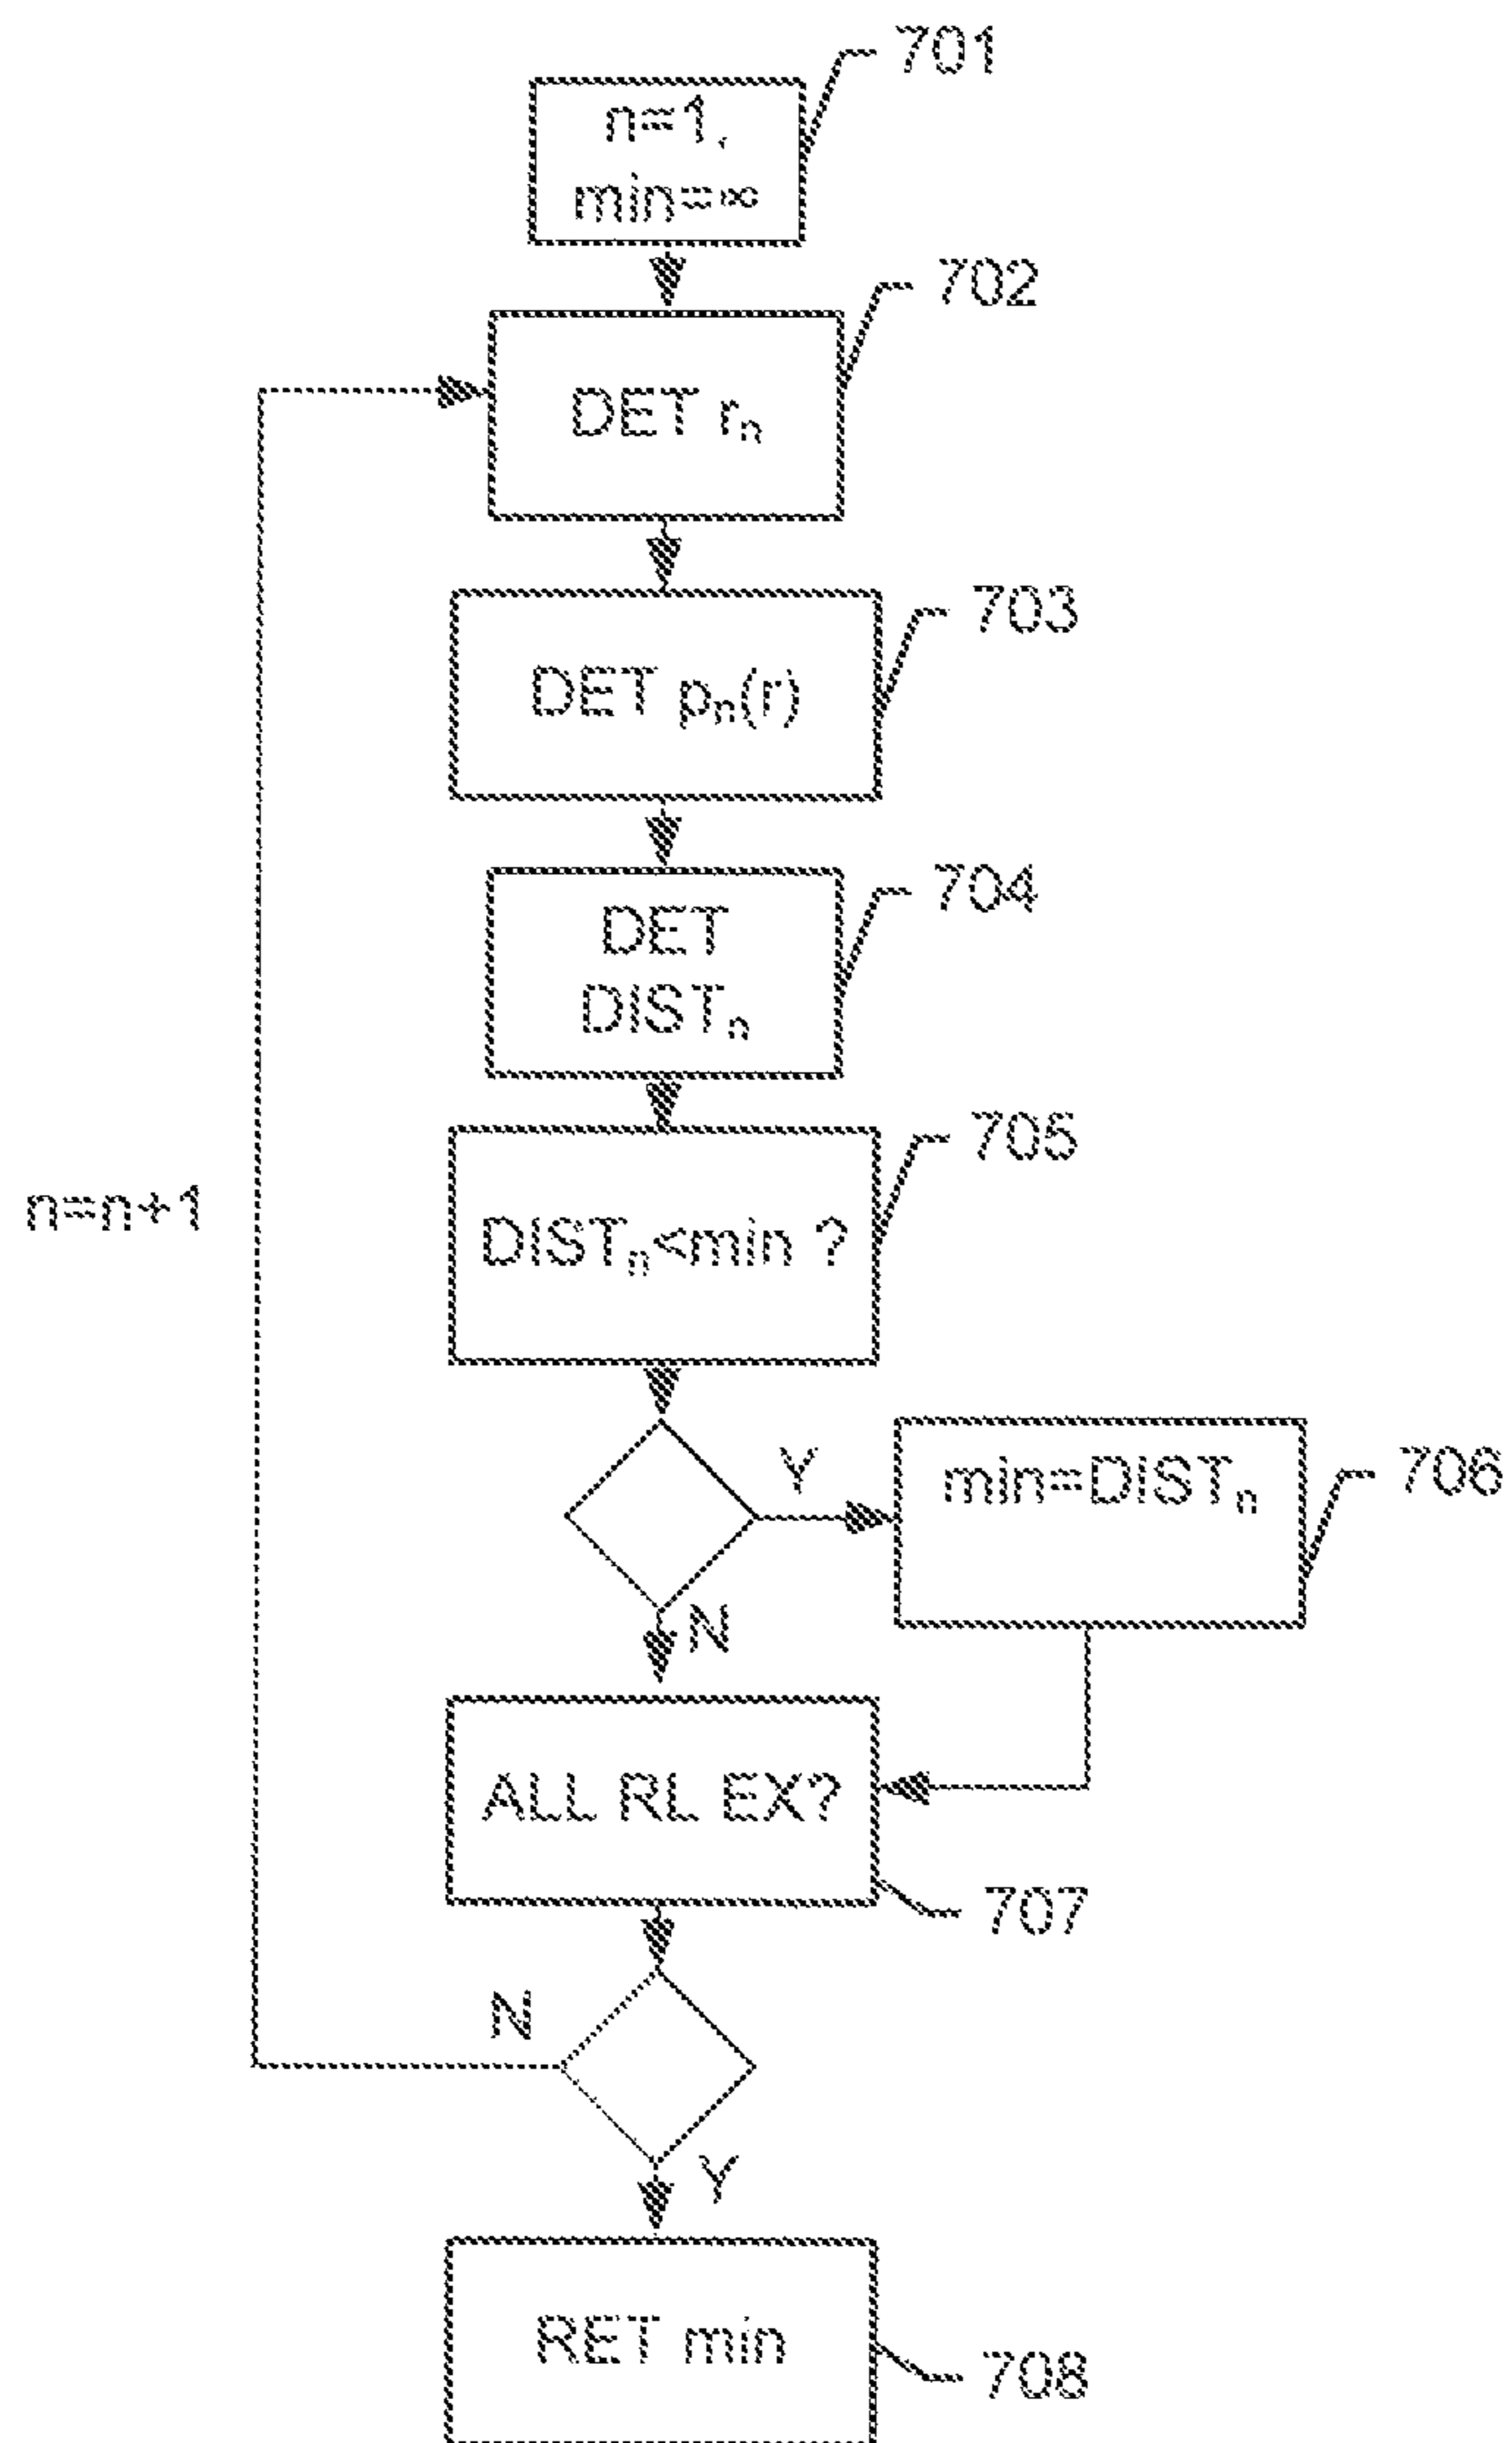 701
n=1,
min=∞
702
DET rₙ
703
DET pₙ(r)
704
DET
DISTₙ
705
DISTₙ<min ?
n=n+1
Y
min=DISTₙ
706
N
ALL RL EX?
707
N
Y
RET min
708